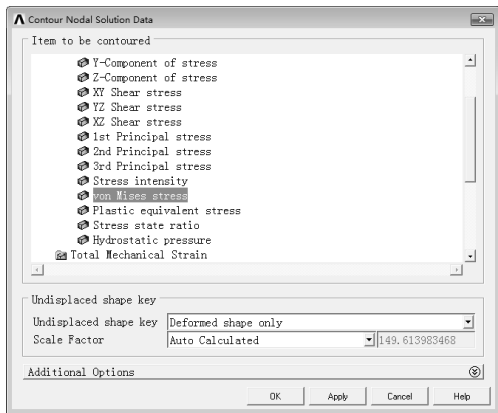 Contour Nodal Solution Data
Item to be contoured
Y-Component of stress
Z-Component of stress
XY Shear stress
YZ Shear stress
XZ Shear stress
1st Principal stress
2nd Principal stress
3rd Principal stress
Stress intensity
von Mises stress
Plastic equivalent stress
Stress state ratio
Hydrostatic pressure
Total Mechanical Strain
Undisplaced shape key
Undisplaced shape key Deformed shape only
Scale Factor Auto Calculated 149.613983468
Additional Options
OK Apply Cancel Help